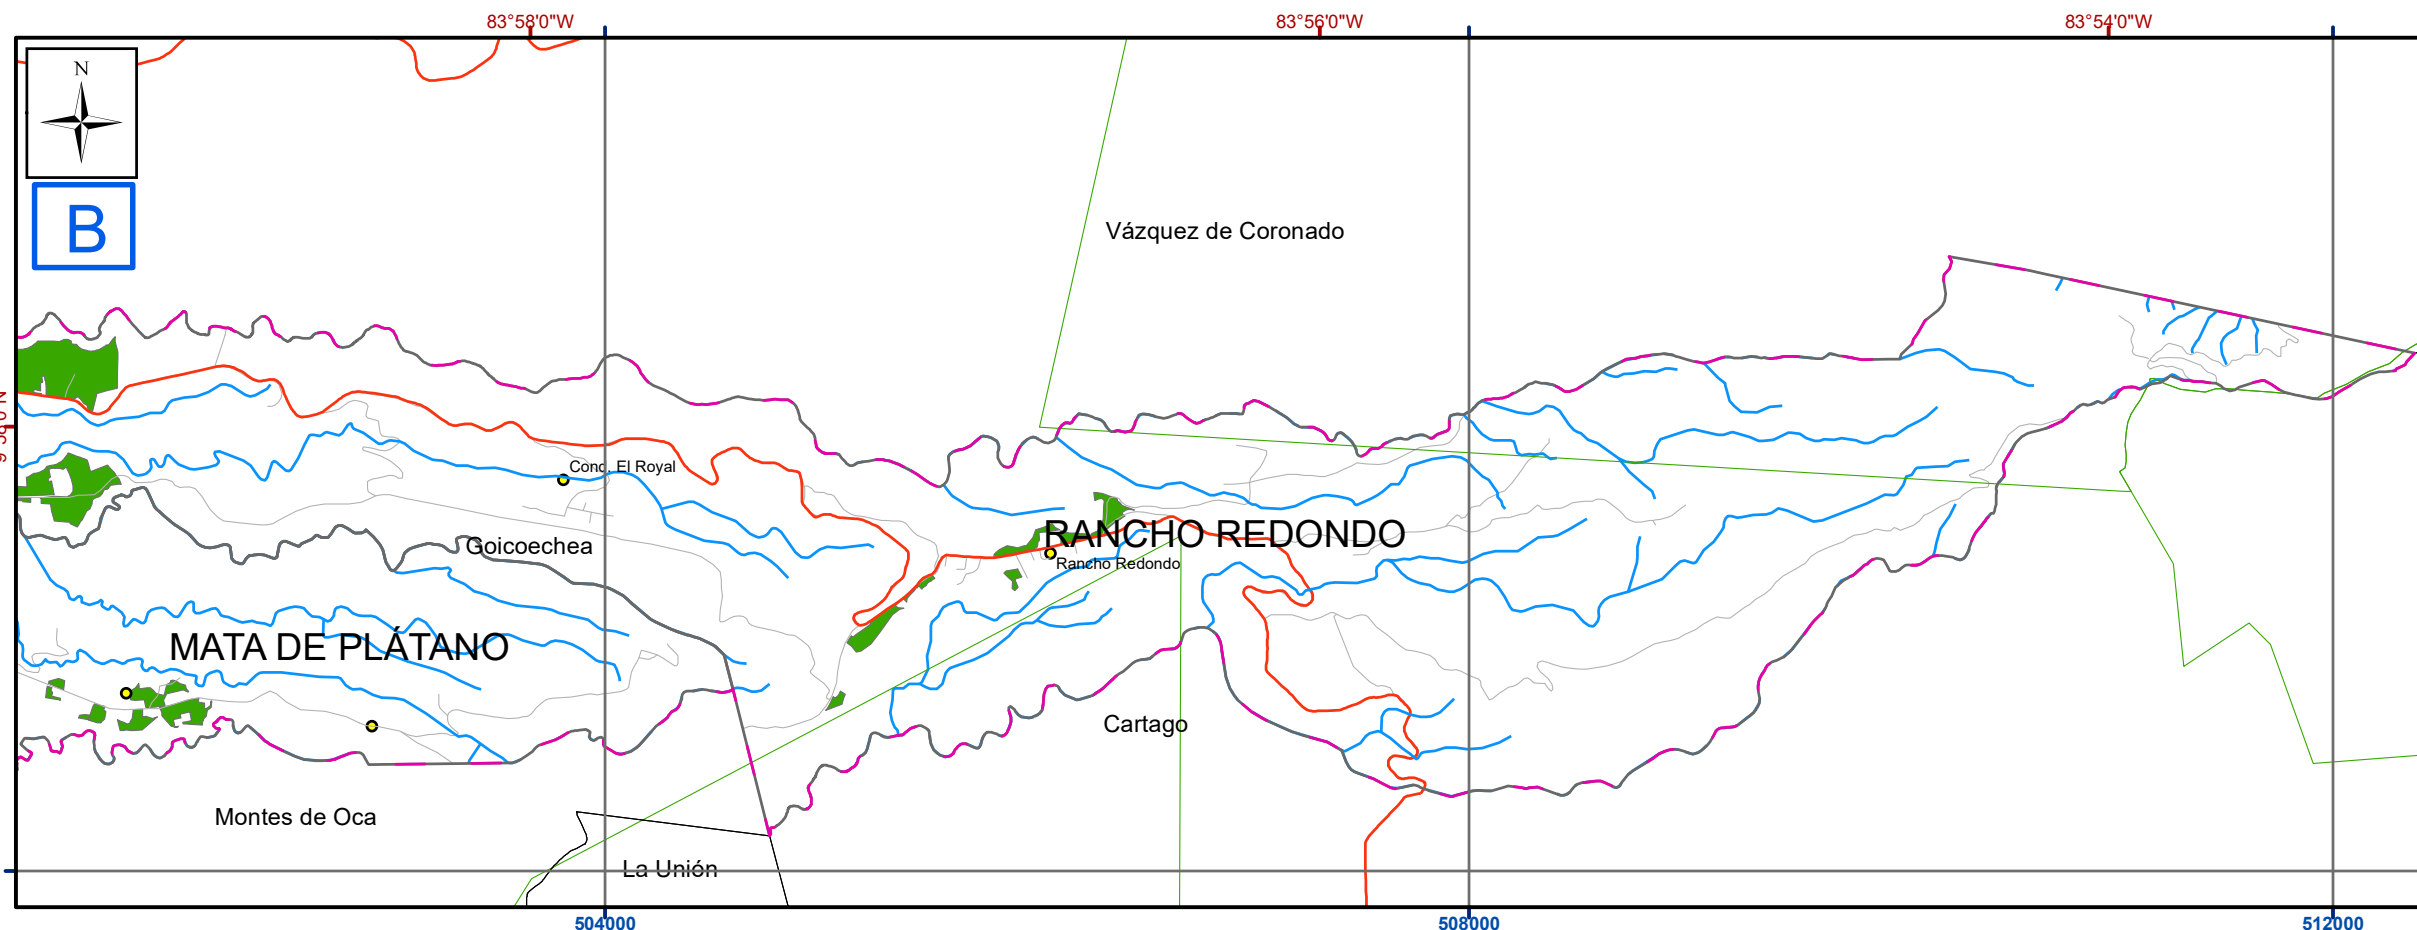 83°58'0"W
83°56'0"W
83°54'0"W
N
B
Vázquez de Coronado
Cond. El Royal
Goicoechea
RANCHO REDONDO
Rancho Redondo
MATA DE PLÁTANO
Cartago
Montes de Oca
La Unión
504000
508000
512000